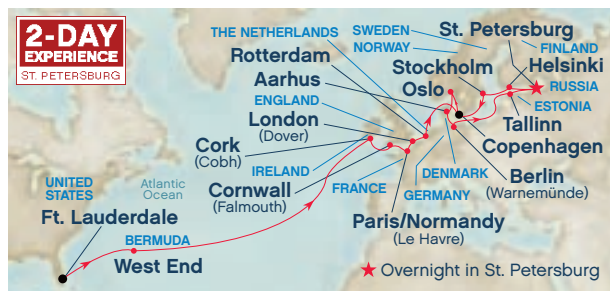 2-DAY
EXPERIENCE
ST. PETERSBURG
THE NETHERLANDS
SWEDEN
NORWAY
St. Petersburg
FINLAND
Rotterdam
Stockholm
Helsinki
Aarhus
Oslo
RUSSIA
ENGLAND
ESTONIA
London
(Dover)
Tallinn
Cork
(Cobh)
Copenhagen
IRELAND
DENMARK
Berlin
(Warnemünde)
UNITED
STATES
Atlantic
Ocean
Cornwall
(Falmouth)
FRANCE
GERMANY
Ft. Lauderdale
Paris/Normandy
(Le Havre)
BERMUDA
West End
Overnight in St. Petersburg